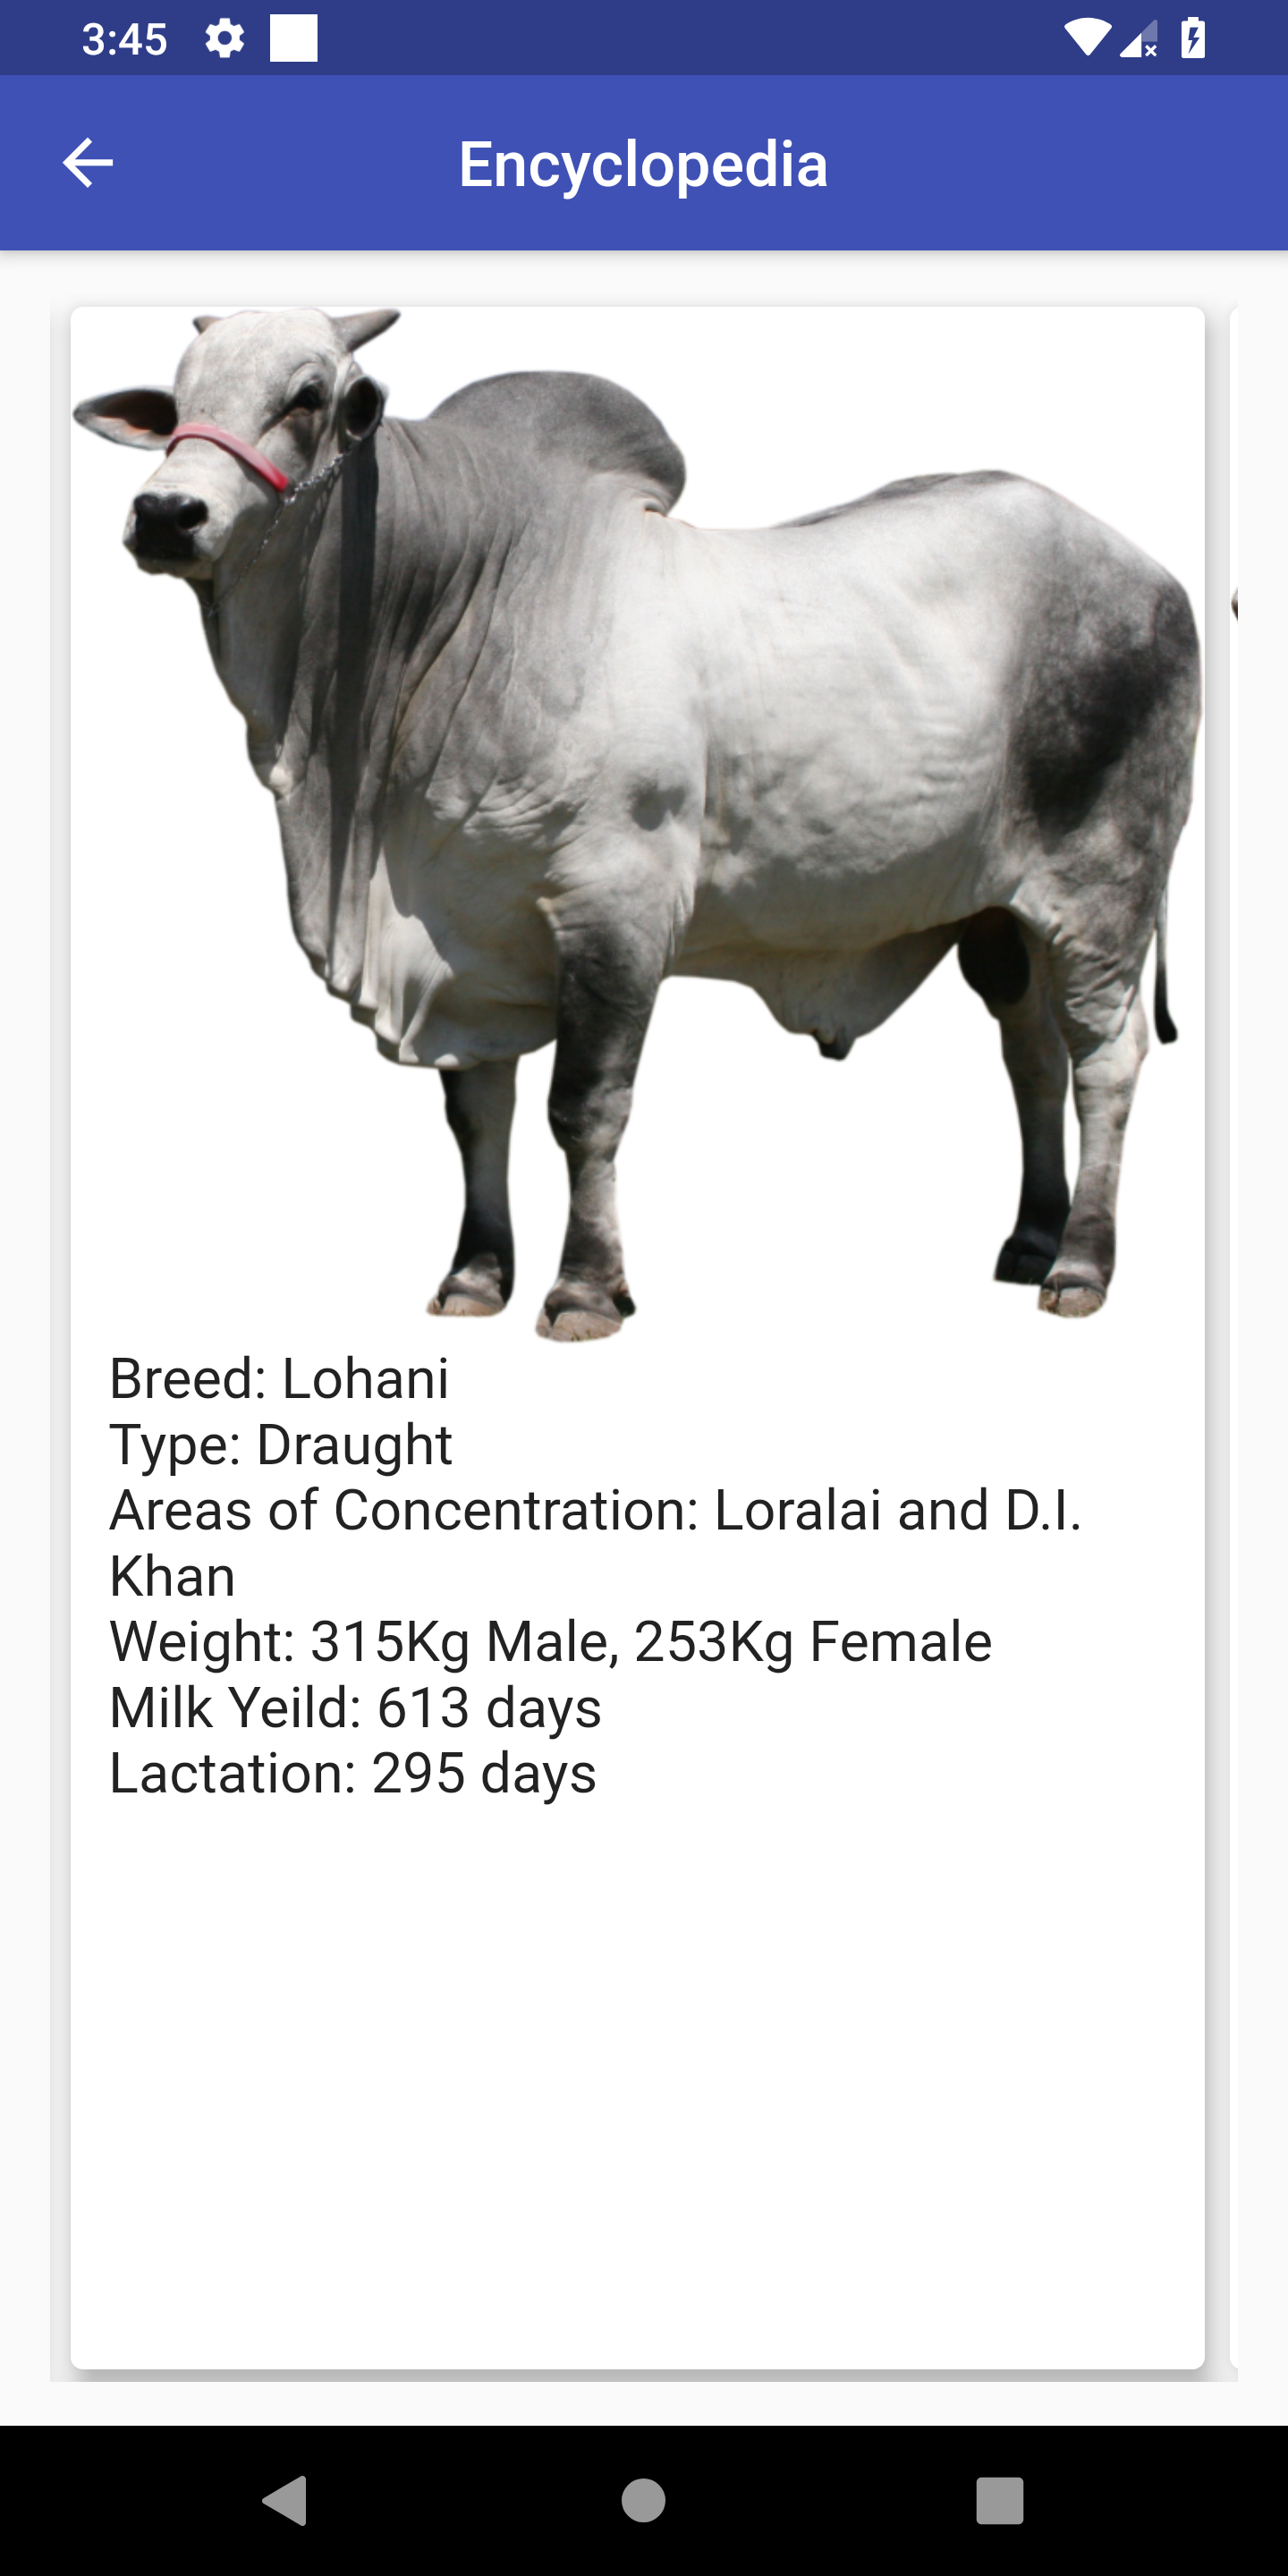 3:45
Encyclopedia
Breed: Lohani
Type: Draught
Areas of Concentration: Loralai and D.I.
Khan
Weight: 315Kg Male, 253Kg Female
Milk Yeild: 613 days
Lactation: 295 days